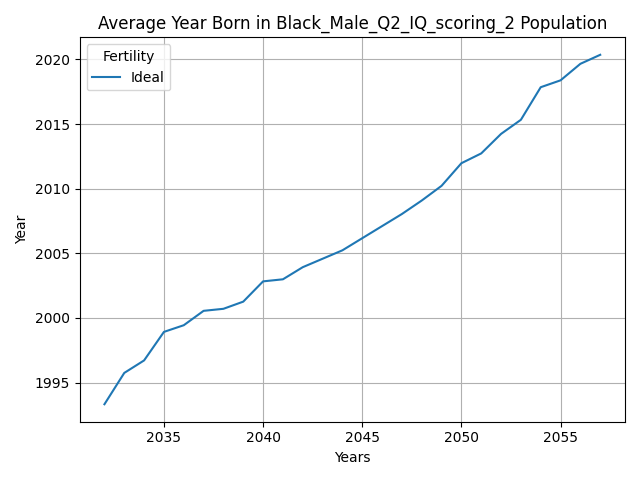 Average Year Born in Black_Male_Q2_IQ_scoring_2 Population
Fertility
Ideal
2020
2015
2010
2005
2000
1995
Year
2035 2040 2045 2050 2055
Years